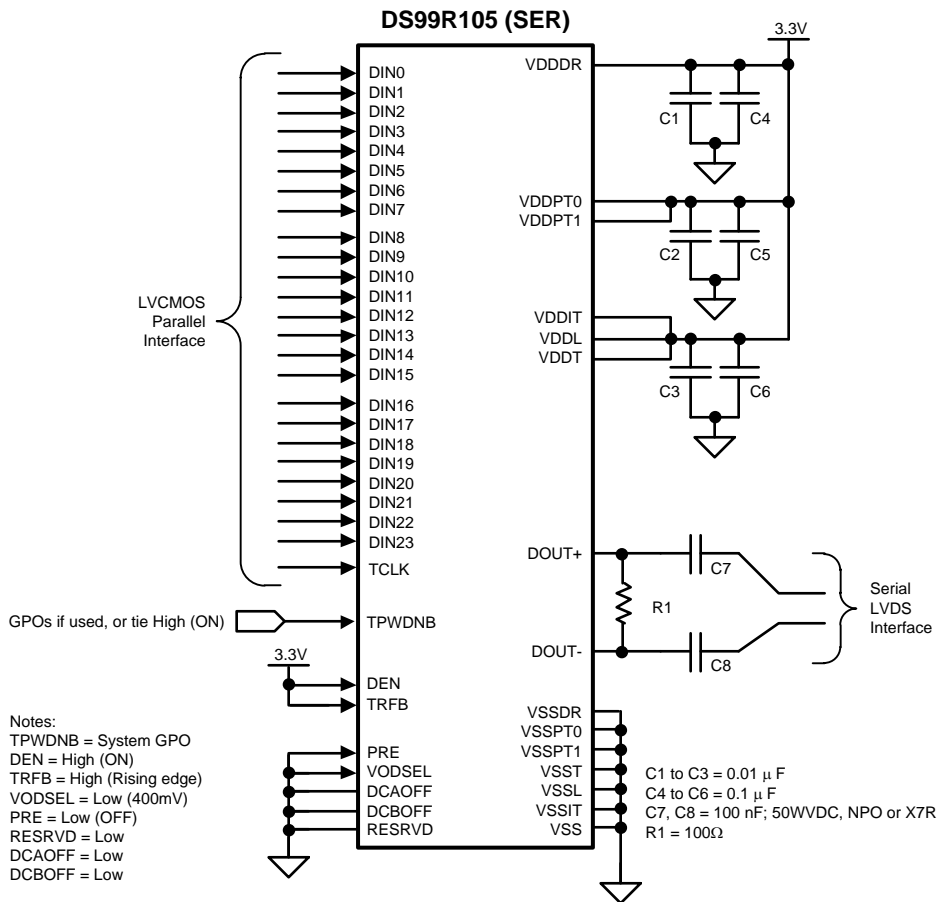 DS99R105 (SER)
3.3V
VDDDR
C1
C4
VDDPT0
VDDPT1
C2
C5
VDDIT
VDDL
VDDT
C3
C6
DIN0
DIN1
DIN2
DIN3
DIN4
DIN5
DIN6
DIN7
DIN8
DIN9
DIN10
DIN11
DIN12
DIN13
DIN14
DIN15
DIN16
DIN17
DIN18
DIN19
DIN20
DIN21
DIN22
DIN23
TCLK
LVCMOS
Parallel
Interface
DOUT+
C7
R1
DOUT-
C8
Serial
LVDS
Interface
GPOs if used, or tie High (ON)
TPWDNB
3.3V
DEN
TRFB
PRE
VODSEL
DCAOFF
DCBOFF
RESRVD
VSSDR
VSSPT0
VSSPT1
VSST
VSSL
VSSIT
VSS
Notes:
TPWDNB = System GPO
DEN = High (ON)
TRFB = High (Rising edge)
VODSEL = Low (400mV)
PRE = Low (OFF)
RESRVD = Low
DCAOFF = Low
DCBOFF = Low
C1 to C3 = 0.01 μ F
C4 to C6 = 0.1 μ F
C7, C8 = 100 nF; 50WVDC, NPO or X7R
R1 = 100Ω